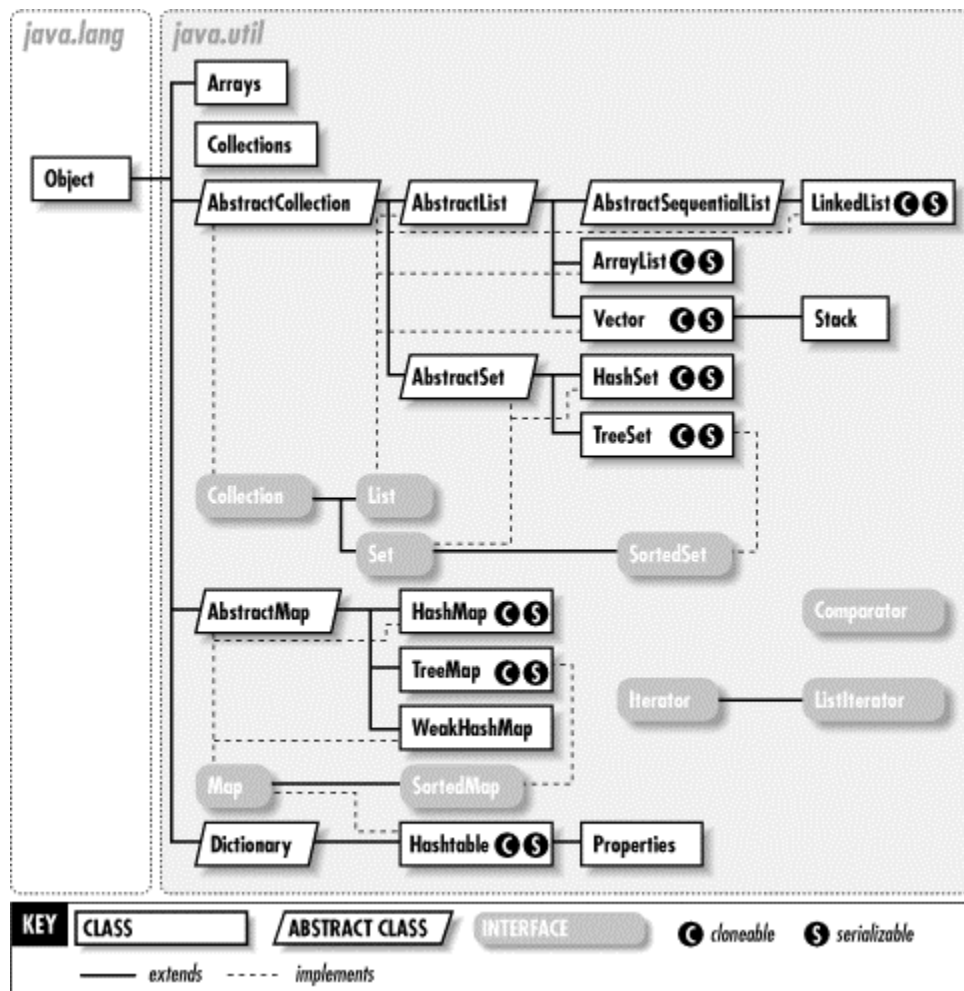 java.lang
java.util
Arrays
Collections
Object
AbstractCollection
AbstractList
AbstractSequentialList
LinkedList C S
ArrayList C S
Vector C S
Stack
AbstractSet
HashSet C S
TreeSet C S
Collection
List
Set
SortedSet
AbstractMap
HashMap C S
Comparator
TreeMap C S
Iterator
ListIterator
WeakHashMap
Map
SortedMap
Dictionary
Hashtable C S
Properties
KEY
CLASS
ABSTRACT CLASS
INTERFACE
C cloneable
S serializable
extends
implements